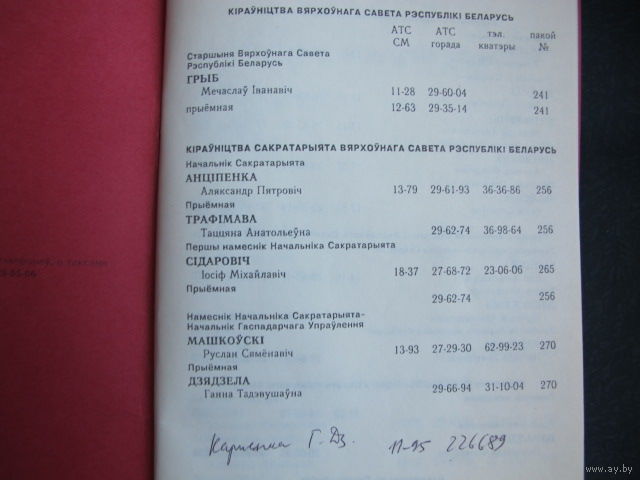 КІРАЎНІЦТВА ВЯРХОЎНАГА САВЕТА РЭСПУБЛІКІ БЕЛАРУСЬ
АТС СМ АТС горада тэл. кватэры пакой №
Старшыня Вярхоўнага Савета
Рэспублікі Беларусь
ГРЫБ
Мечаслаў Іванавіч 11-28 29-60-04 241
прыёмная 12-63 29-35-14 241
КІРАЎНІЦТВА САКРАТАРЫЯТА ВЯРХОЎНАГА САВЕТА РЭСПУБЛІКІ БЕЛАРУСЬ
Начальнік Сакратарыята
АНЦІПЕНКА
Аляксандр Пятровіч 13-79 29-61-93 36-36-86 256
Прыёмная
ТРАФІМАВА
Таццяна Анатольеўна 29-62-74 36-98-64 256
Першы намеснік Начальніка Сакратарыята
СІДАРОВІЧ
Іосіф Міхайлавіч 18-37 27-68-72 23-06-06 265
Прыёмная
29-62-74 256
Намеснік Начальніка Сакратарыята-
Начальнік Гаспадарчага Упраўлення
МАШКОЎСКІ
Руслан Сямёнавіч 13-93 27-29-30 62-99-23 270
Прыёмная
ДЗЯДЗЕЛА
Ганна Тадэвушаўна 29-66-94 31-10-04 270
Карпенка Г. Дз. 11-95 226689
www.ay.by